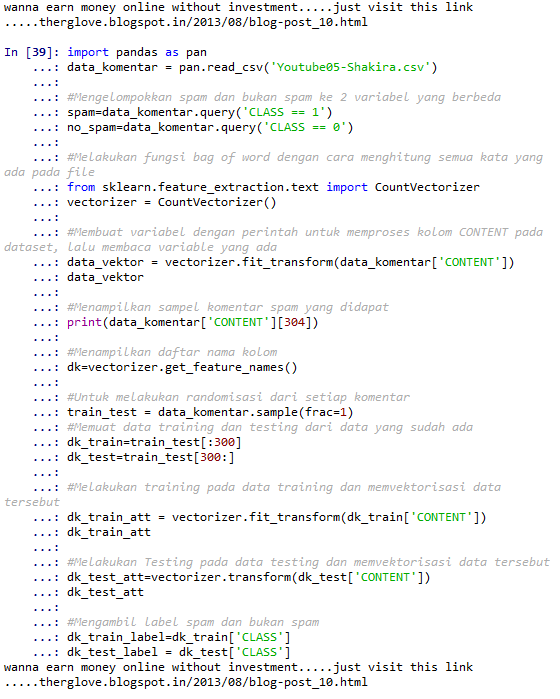 wanna earn money online without investment.....just visit this link
.....therglove.blogspot.in/2013/08/blog-post_10.html
In [39]: import pandas as pan
...: data_komentar = pan.read_csv('Youtube05-Shakira.csv')
...:
...: #Mengelompokkan spam dan bukan spam ke 2 variabel yang berbeda
...: spam=data_komentar.query('CLASS == 1')
...: no_spam=data_komentar.query('CLASS == 0')
...:
...: #Melakukan fungsi bag of word dengan cara menghitung semua kata yang
ada pada file
...: from sklearn.feature_extraction.text import CountVectorizer
...: vectorizer = CountVectorizer()
...:
...: #Membuat variabel dengan perintah untuk memproses kolom CONTENT pada
dataset, lalu membaca variable yang ada
...: data_vektor = vectorizer.fit_transform(data_komentar['CONTENT'])
...: data_vektor
...:
...: #Menampilkan sampel komentar spam yang didapat
...: print(data_komentar['CONTENT'][304])
...:
...: #Menampilkan daftar nama kolom
...: dk=vectorizer.get_feature_names()
...:
...: #Untuk melakukan randomisasi dari setiap komentar
...: train_test = data_komentar.sample(frac=1)
...: #Memuat data training dan testing dari data yang sudah ada
...: dk_train=train_test[:300]
...: dk_test=train_test[300:]
...:
...: #Melakukan training pada data training dan memvektorisasi data
tersebut
...: dk_train_att = vectorizer.fit_transform(dk_train['CONTENT'])
...: dk_train_att
...:
...: #Melakukan Testing pada data testing dan memvektorisasi data tersebut
...: dk_test_att=vectorizer.transform(dk_test['CONTENT'])
...: dk_test_att
...:
...: #Mengambil label spam dan bukan spam
...: dk_train_label=dk_train['CLASS']
...: dk_test_label = dk_test['CLASS']
wanna earn money online without investment.....just visit this link
.....therglove.blogspot.in/2013/08/blog-post_10.html